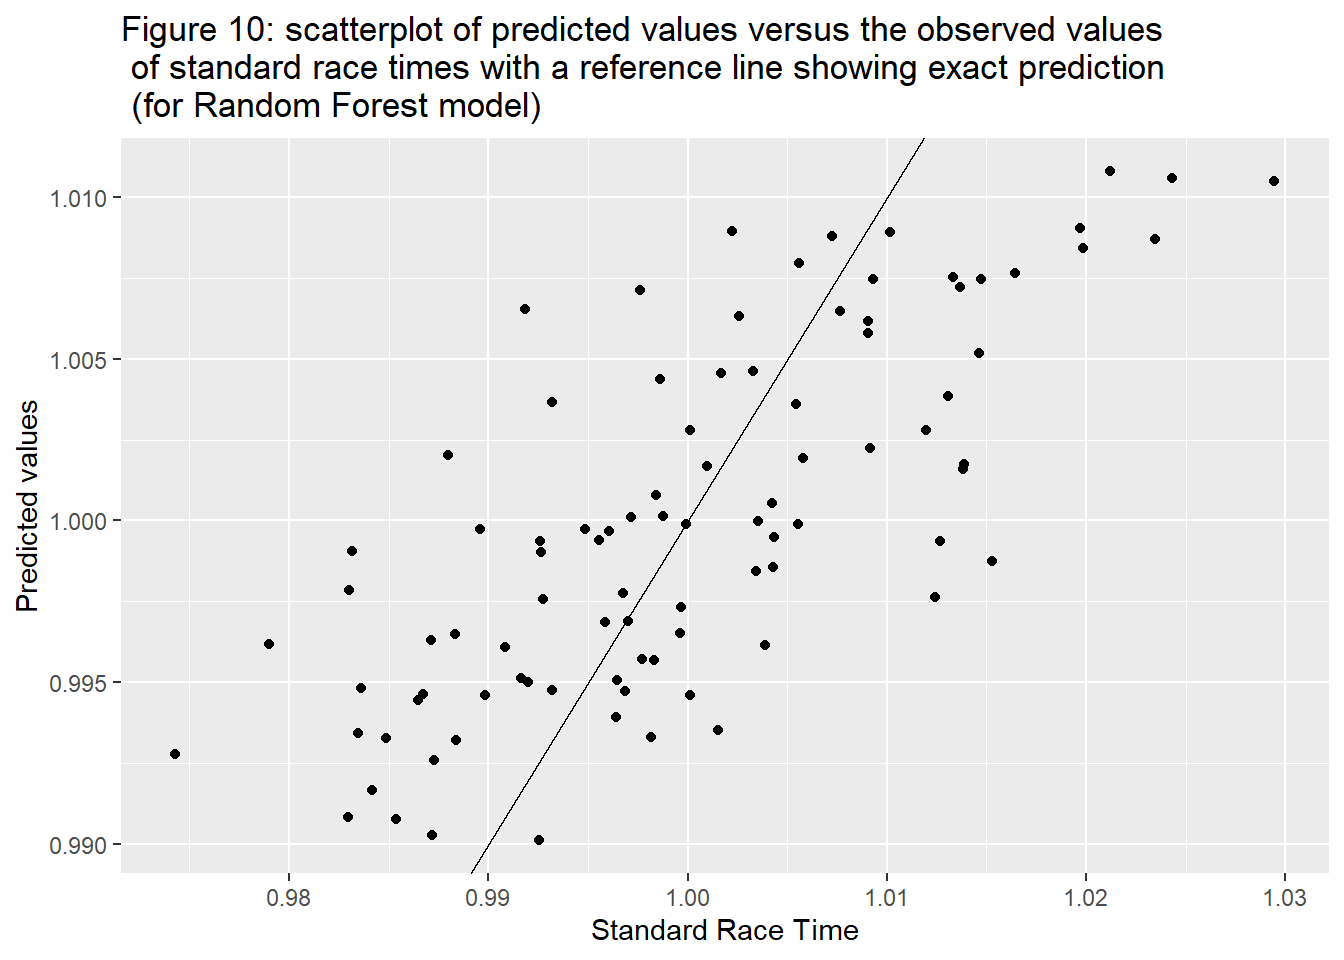 Figure 10: scatterplot of predicted values versus the observed values
of standard race times with a reference line showing exact prediction
(for Random Forest model)
Predicted values
1.010
1.005
1.000
0.995
0.990
0.98 0.99 1.00 1.01 1.02 1.03
Standard Race Time